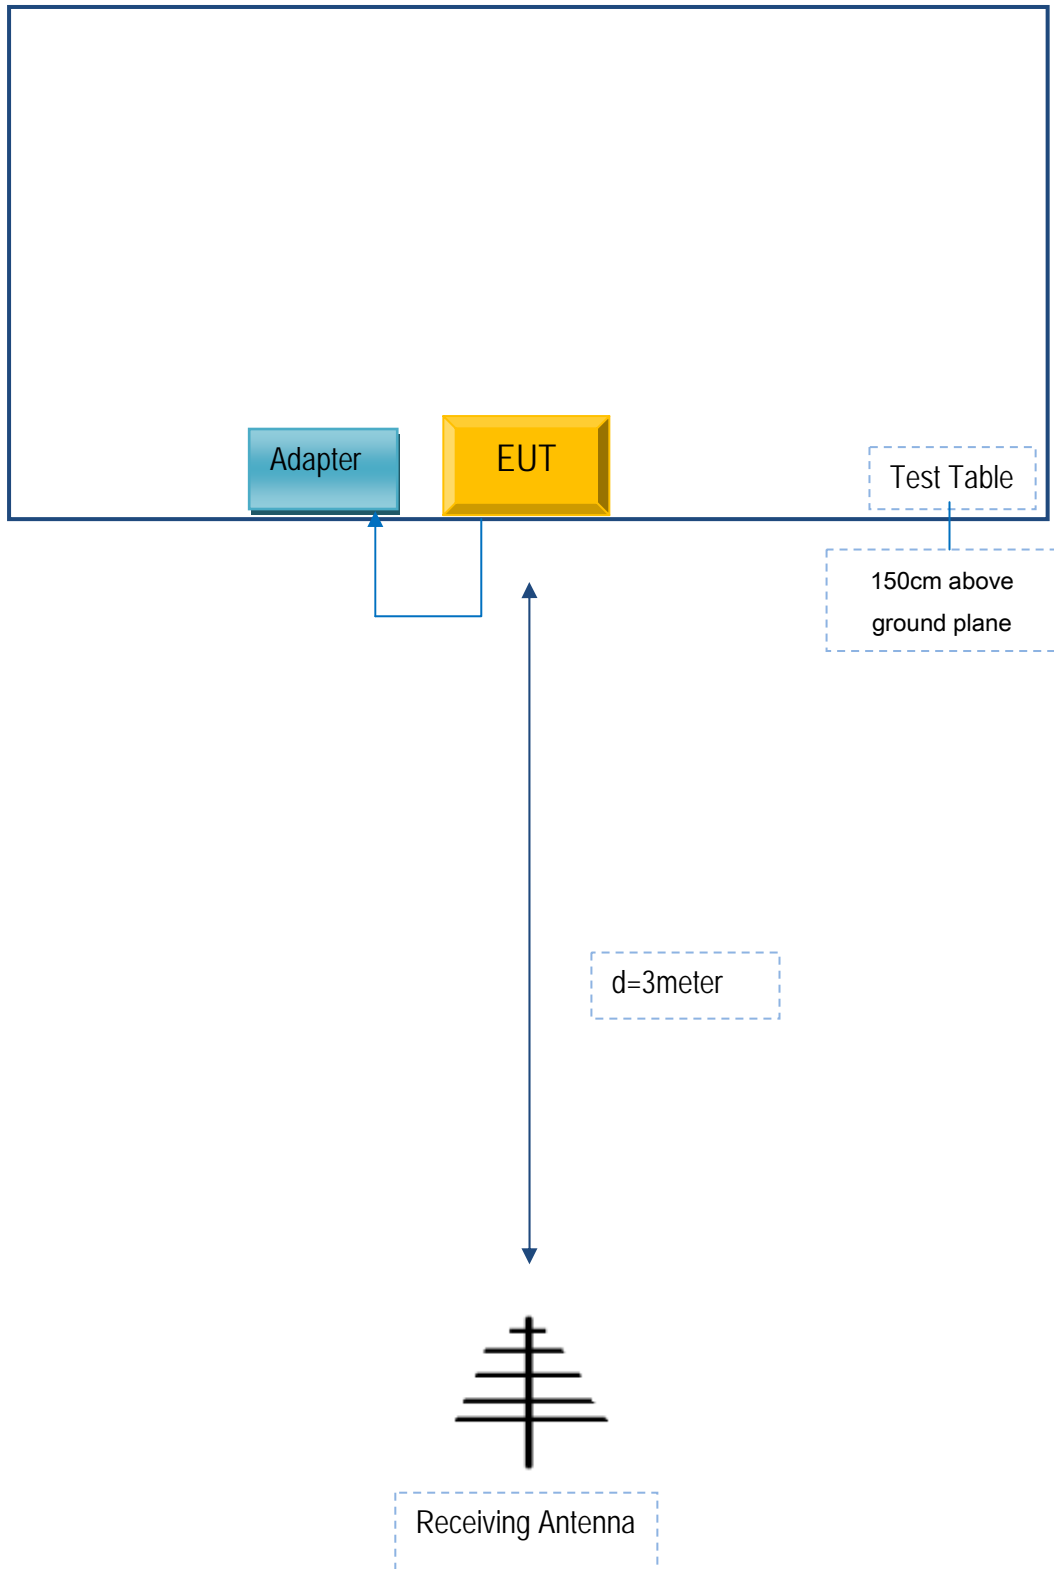 Adapter
EUT
Test Table
150cm above
ground plane
d=3meter
Receiving Antenna